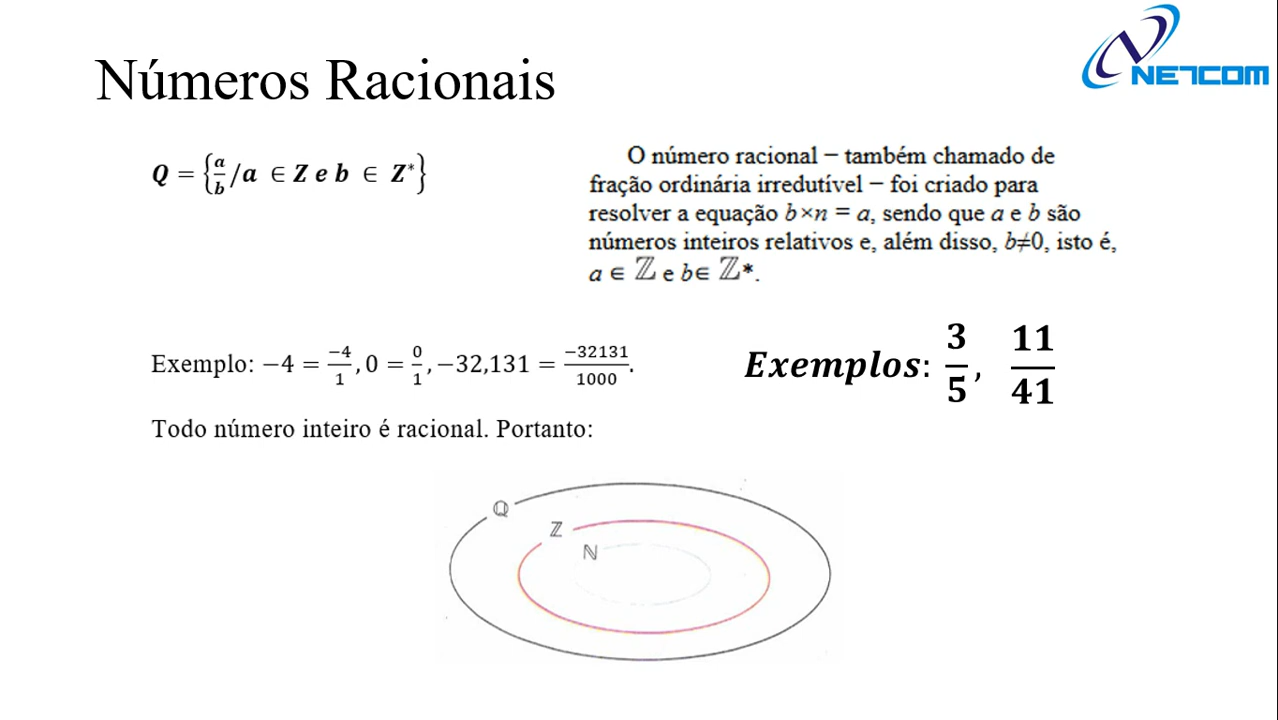 NETCOM
Números Racionais
Q = {a/b /a ∈ Z e b ∈ Z*}
O número racional – também chamado de
fração ordinária irredutível – foi criado para
resolver a equação b×n = a, sendo que a e b são
números inteiros relativos e, além disso, b≠0, isto é,
a ∈ ℤ e b∈ ℤ*.
Exemplo: −4 = −4/1, 0 = 0/1, −32,131 = −32131/1000.
Exemplos: 3/5, 11/41
Todo número inteiro é racional. Portanto:
ℚ
ℤ
ℕ